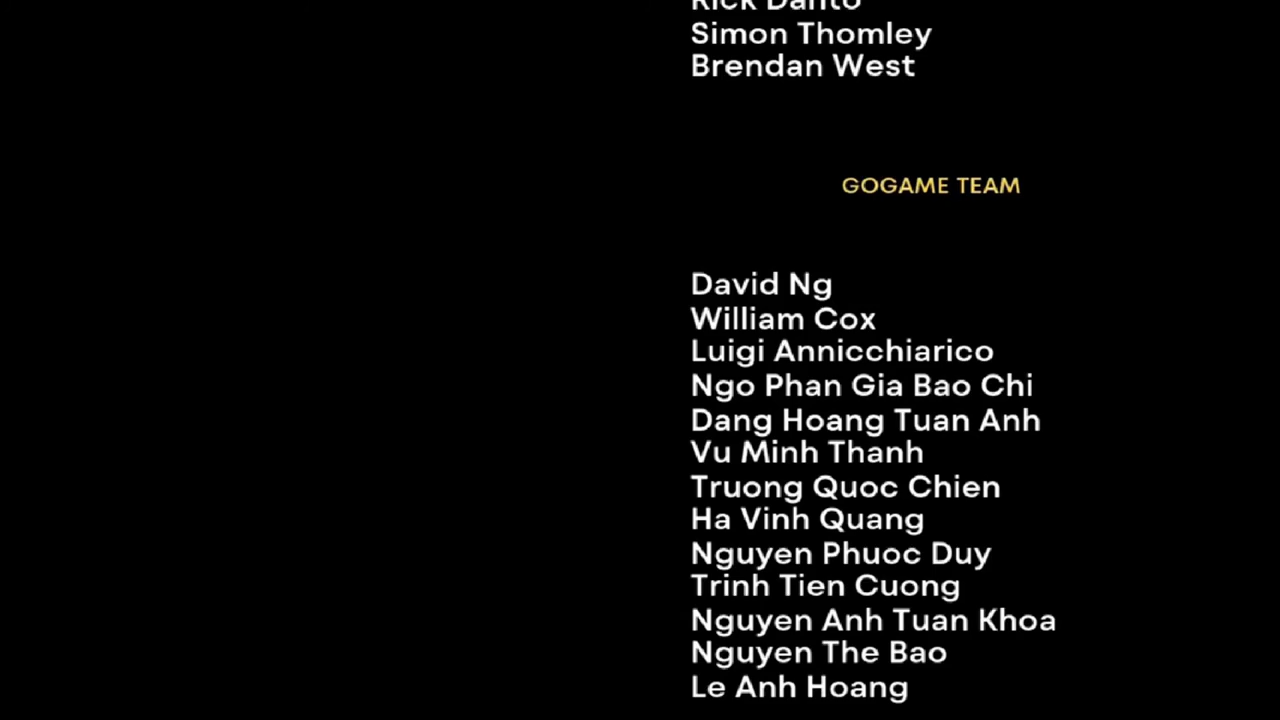 Rick Danto
Simon Thomley
Brendan West
GOGAME TEAM
David Ng
William Cox
Luigi Annicchiarico
Ngo Phan Gia Bao Chi
Dang Hoang Tuan Anh
Vu Minh Thanh
Truong Quoc Chien
Ha Vinh Quang
Nguyen Phuoc Duy
Trinh Tien Cuong
Nguyen Anh Tuan Khoa
Nguyen The Bao
Le Anh Hoang